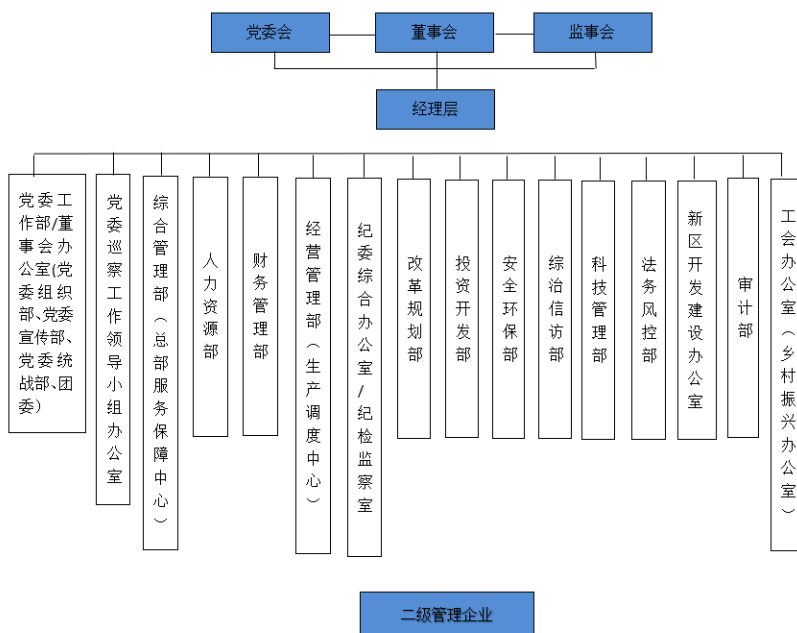 党委会
董事会
监事会
经理层
党委工
作部/董
事会办
公室(党
委组织
部、党委
宣传部、
党委统
战部、团
委）
党委巡察工作领导小组办公室
综合管理部（总部服务保障中心）
人力资源部
财务管理部
经营管理部（生产调度中心）
纪委综合办公室/纪检监察室
改革规划部
投资开发部
安全环保部
综治信访部
科技管理部
法务风控部
新区开发建设办公室
审计部
工会办公室（乡村振兴办公室）
二级管理企业